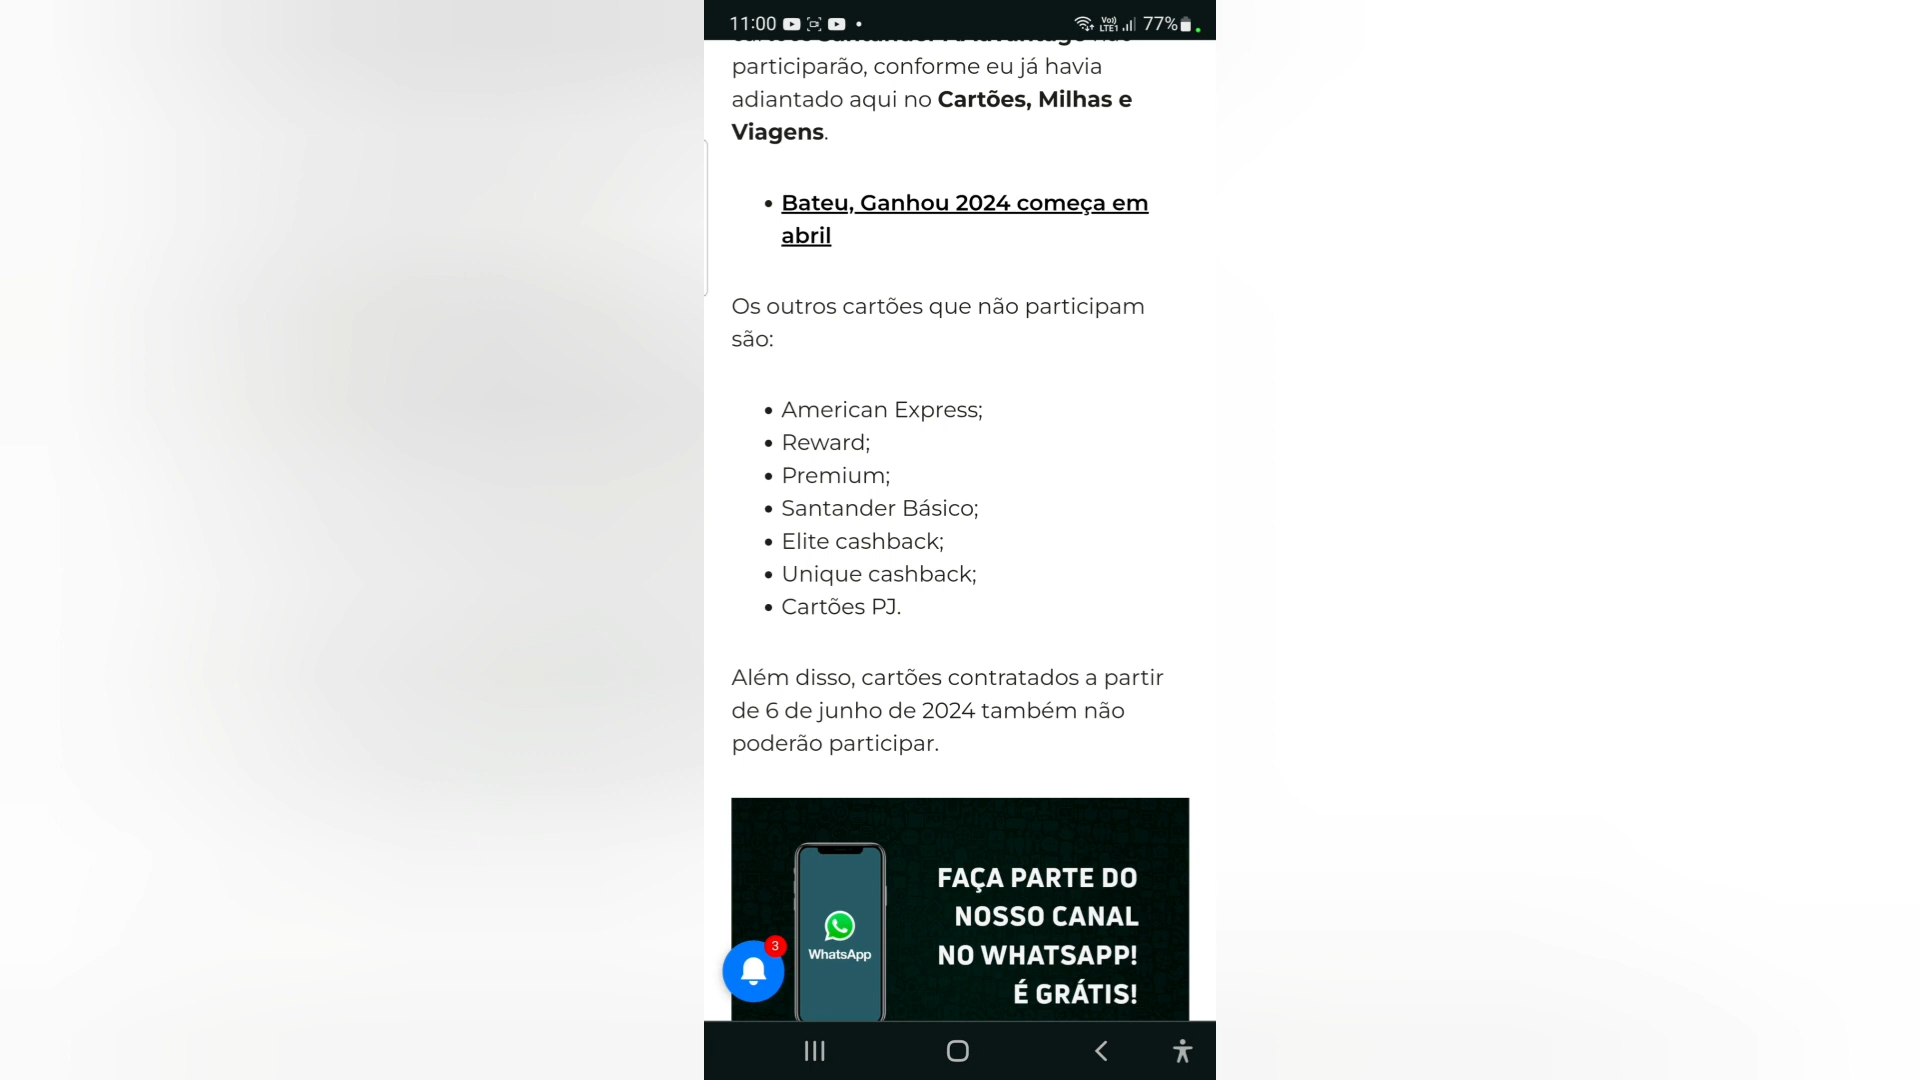 11:00
Vo)) LTE1 77%
participarão, conforme eu já havia
adiantado aqui no Cartões, Milhas e
Viagens.
• Bateu, Ganhou 2024 começa em
abril
Os outros cartões que não participam
são:
• American Express;
• Reward;
• Premium;
• Santander Básico;
• Elite cashback;
• Unique cashback;
• Cartões PJ.
Além disso, cartões contratados a partir
de 6 de junho de 2024 também não
poderão participar.
FAÇA PARTE DO
NOSSO CANAL
NO WHATSAPP!
É GRÁTIS!
WhatsApp
3